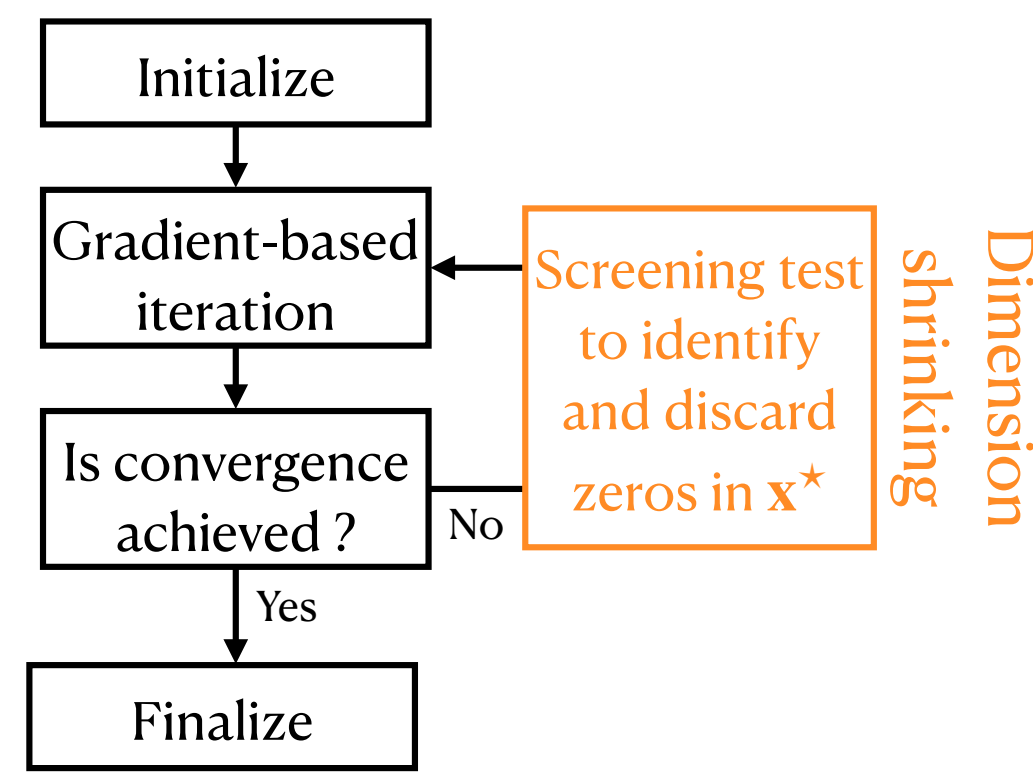 Initialize
Gradient-based
iteration
Is convergence
achieved ?
No
Yes
Finalize
Screening test
to identify
and discard
zeros in x⋆
Dimension
shrinking